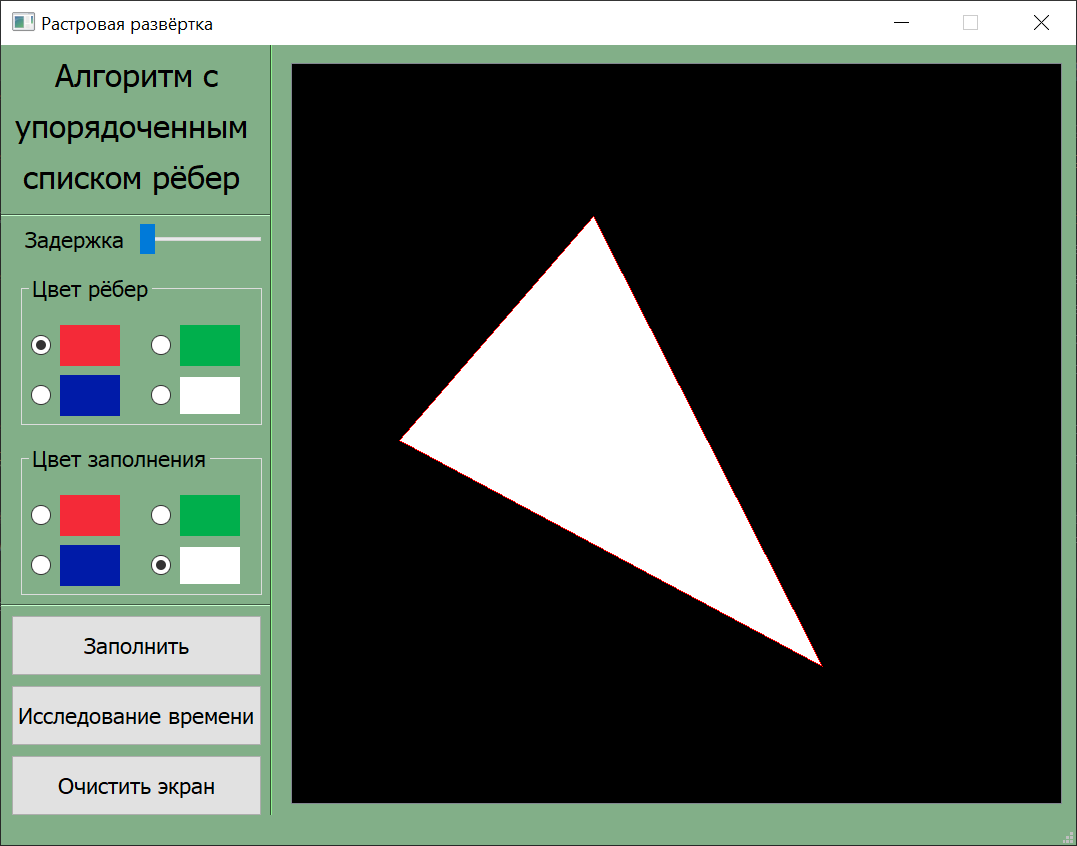 Растровая развёртка
Алгоритм с
упорядоченным
списком рёбер
Задержка
Цвет рёбер
Цвет заполнения
Заполнить
Исследование времени
Очистить экран